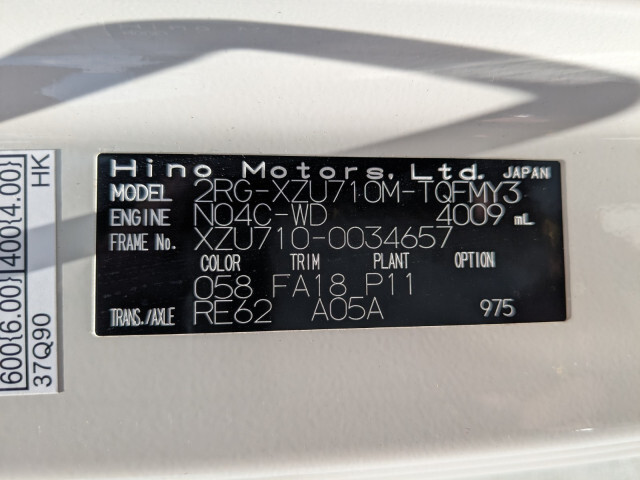 Hino Motors, Ltd. JAPAN
MODEL 2RG-XZU710M-TQFMY3
ENGINE N04C-WD 4009 mL
FRAME No. XZU710-0034657
COLOR TRIM PLANT OPTION
058 FA18 P11
TRANS./AXLE RE62 A05A 975
600{6.00} 400{4.00}
37Q90 HK